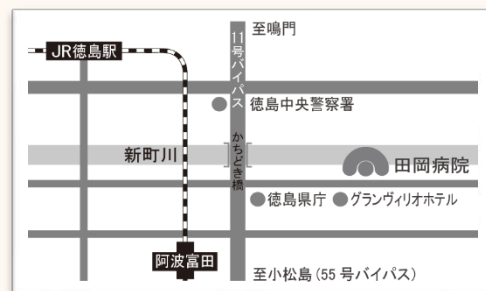 至鳴門
JR徳島駅
11号バイパス
徳島中央警察署
かちどき橋
新町川
田岡病院
徳島県庁
グランヴィリオホテル
阿波富田
至小松島(55号バイパス)